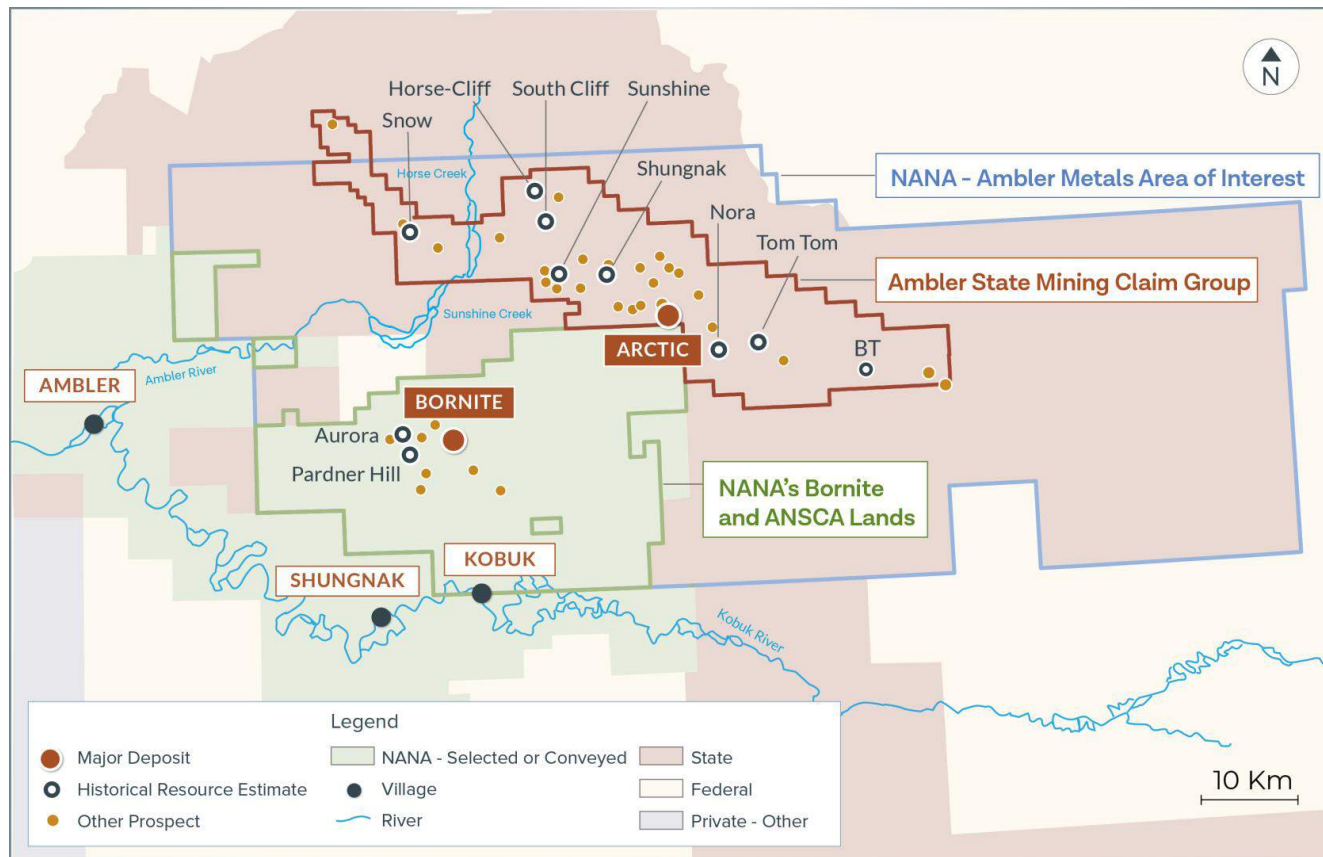 N
Horse-Cliff
South Cliff
Sunshine
Snow
Shungnak
Horse Creek
NANA - Ambler Metals Area of Interest
Nora
Tom Tom
Ambler State Mining Claim Group
Sunshine Creek
ARCTIC
BT
AMBLER
Ambler River
BORNITE
Aurora
Pardner Hill
NANA's Bornite
and ANSCA Lands
KOBUK
SHUNGNAK
Kobuk River
Legend
Major Deposit
Historical Resource Estimate
Other Prospect
NANA - Selected or Conveyed
Village
River
State
Federal
Private - Other
10 Km